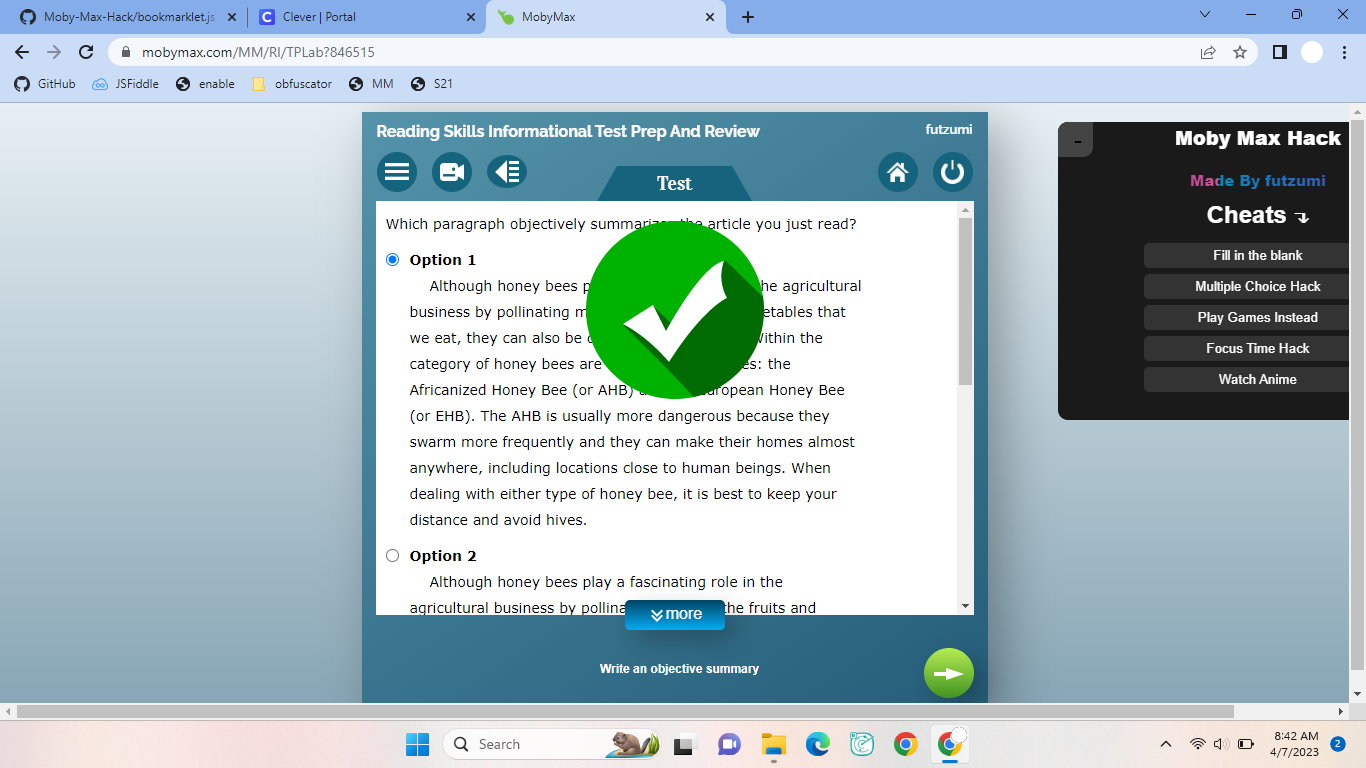 Moby-Max-Hack/bookmarklet.js
Clever | Portal
MobyMax
mobymax.com/MM/RI/TPLab?846515
GitHub
JSFiddle
enable
obfuscator
MM
S21
Reading Skills Informational Test Prep And Review
futzumi
Test
Which paragraph objectively summarizes the article you just read?
Option 1
Although honey bees p he agricultural
business by pollinating m etables that
we eat, they can also be ithin the
category of honey bees are es: the
Africanized Honey Bee (or AHB) uropean Honey Bee
(or EHB). The AHB is usually more dangerous because they
swarm more frequently and they can make their homes almost
anywhere, including locations close to human beings. When
dealing with either type of honey bee, it is best to keep your
distance and avoid hives.
Option 2
Although honey bees play a fascinating role in the
agricultural business by pollina the fruits and
more
Write an objective summary
-
Moby Max Hack
Made By futzumi
Cheats
Fill in the blank
Multiple Choice Hack
Play Games Instead
Focus Time Hack
Watch Anime
Search
8:42 AM
4/7/2023
2